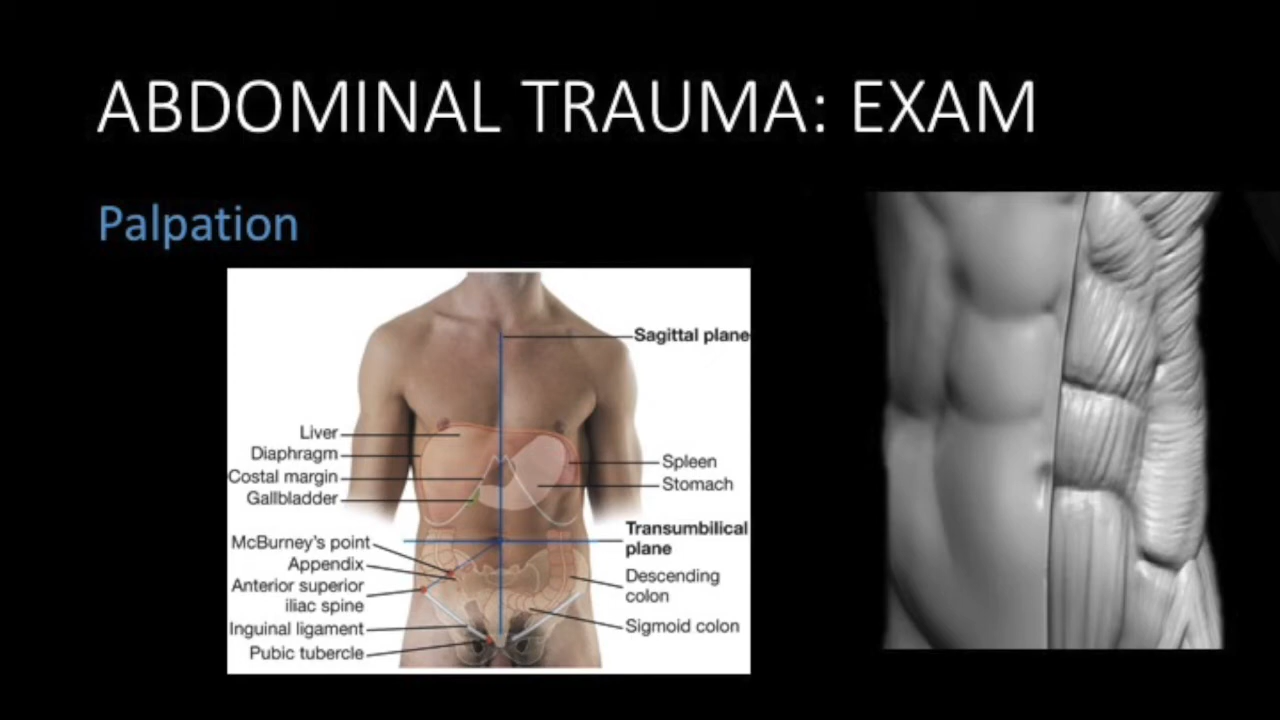 ABDOMINAL TRAUMA: EXAM
Palpation
Sagittal plane
Liver
Diaphragm
Costal margin
Gallbladder
Spleen
Stomach
Transumbilical
plane
McBurney's point
Appendix
Anterior superior
iliac spine
Inguinal ligament
Pubic tubercle
Descending
colon
Sigmoid colon